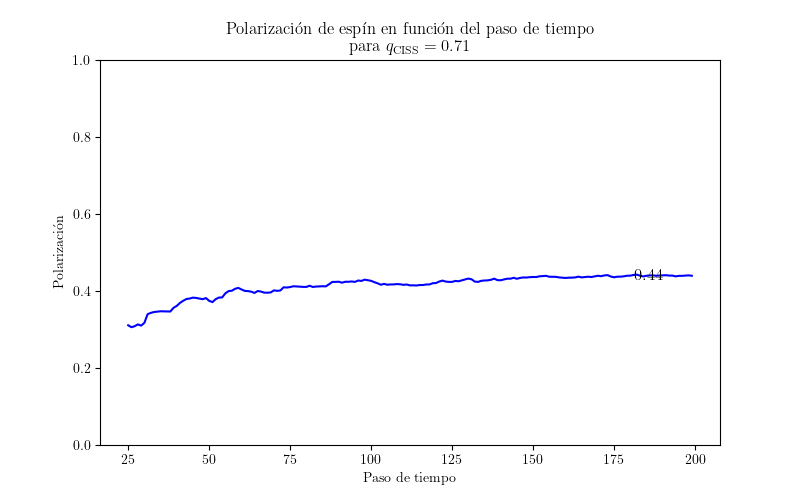 Polarización de espín en función del paso de tiempo
para q_CISS = 0.71
1.0
0.8
0.6
0.4
0.2
0.0
Polarización
0.44
25 50 75 100 125 150 175 200
Paso de tiempo